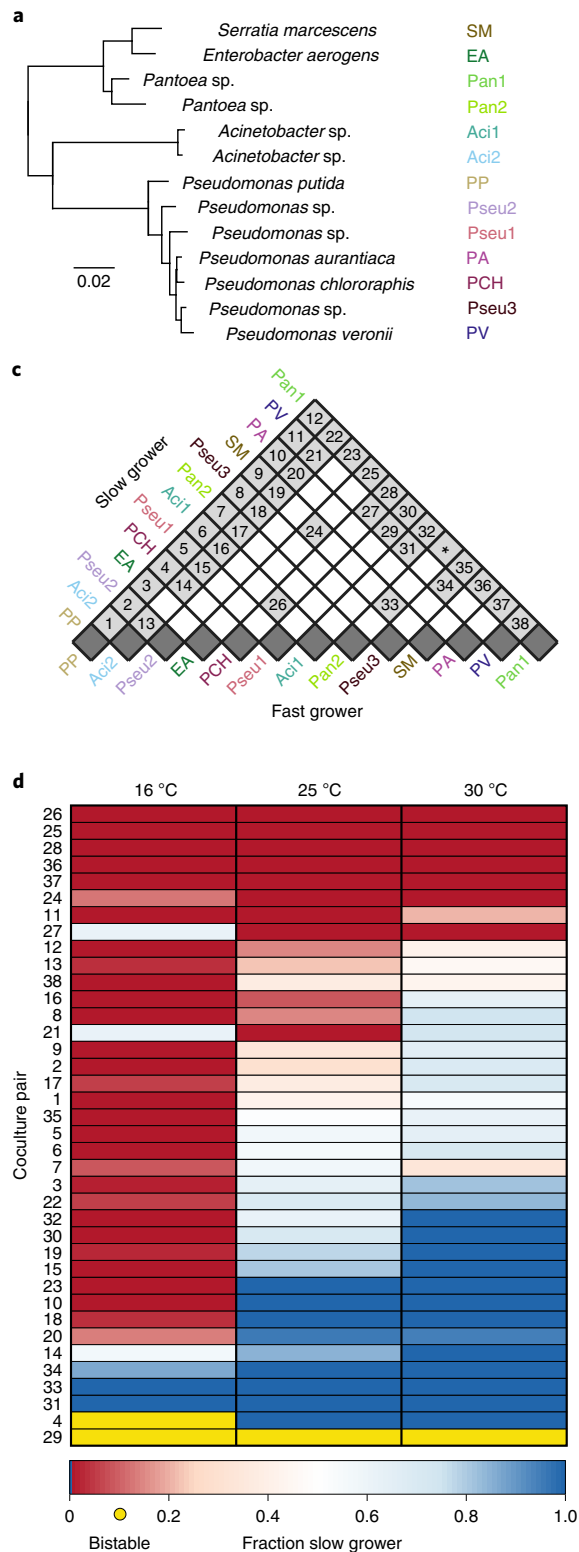 a
Serratia marcescens SM
Enterobacter aerogens EA
Pantoea sp. Pan1
Pantoea sp. Pan2
Acinetobacter sp. Aci1
Acinetobacter sp. Aci2
Pseudomonas putida PP
Pseudomonas sp. Pseu2
Pseudomonas sp. Pseu1
Pseudomonas aurantiaca PA
Pseudomonas chlororaphis PCH
Pseudomonas sp. Pseu3
Pseudomonas veronii PV
0.02
c
Slow grower
Pan1
PV
PA
SM
Pseu3
Pan2
Aci1
Pseu1
PCH
EA
Pseu2
Aci2
PP
12
11 22
10 21 23
9 20 25
8 19 28
7 18 27 30
6 17 24 29 32
5 16 31 *
4 15 35
3 14 34 36
2 26 33 37
1 13 38
PP Aci2 Pseu2 EA PCH Pseu1 Aci1 Pan2 Pseu3 SM PA PV Pan1
Fast grower
d
16 °C 25 °C 30 °C
Coculture pair
26
25
28
36
37
24
11
27
12
13
38
16
8
21
9
2
17
1
35
5
6
7
3
22
32
30
19
15
23
10
18
20
14
34
33
31
4
29
0 0.2 0.4 0.6 0.8 1.0
Bistable Fraction slow grower